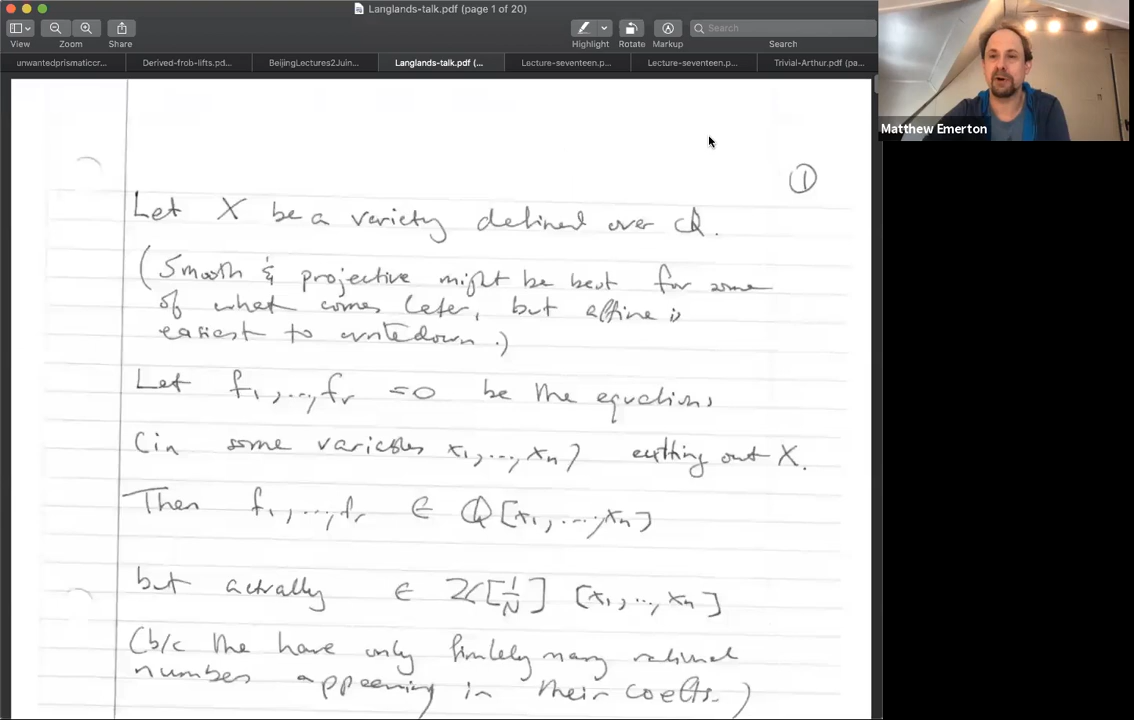 Langlands-talk.pdf (page 1 of 20)
View
Zoom
Share
Highlight
Rotate
Markup
Search
Search
unwantedprismaticcr...
Derived-frob-lifts.pd...
BeijingLectures2Juin...
Langlands-talk.pdf (...
Lecture-seventeen.p...
Lecture-seventeen.p...
Trivial-Arthur.pdf (pa...
Matthew Emerton
①
Let X be a variety defined over ℚ.
(Smooth & projective might be best for some
of what comes later, but affine is
easiest to write down.)
Let f₁,...,fᵣ = 0 be the equations
(in some variables x₁,...,xₙ) cutting out X.
Then f₁,...,fᵣ ∈ ℚ[x₁,...,xₙ]
but actually ∈ ℤ[1/N] [x₁,...,xₙ]
(b/c the have only finitely many rational
numbers appearing in their coeffs.)